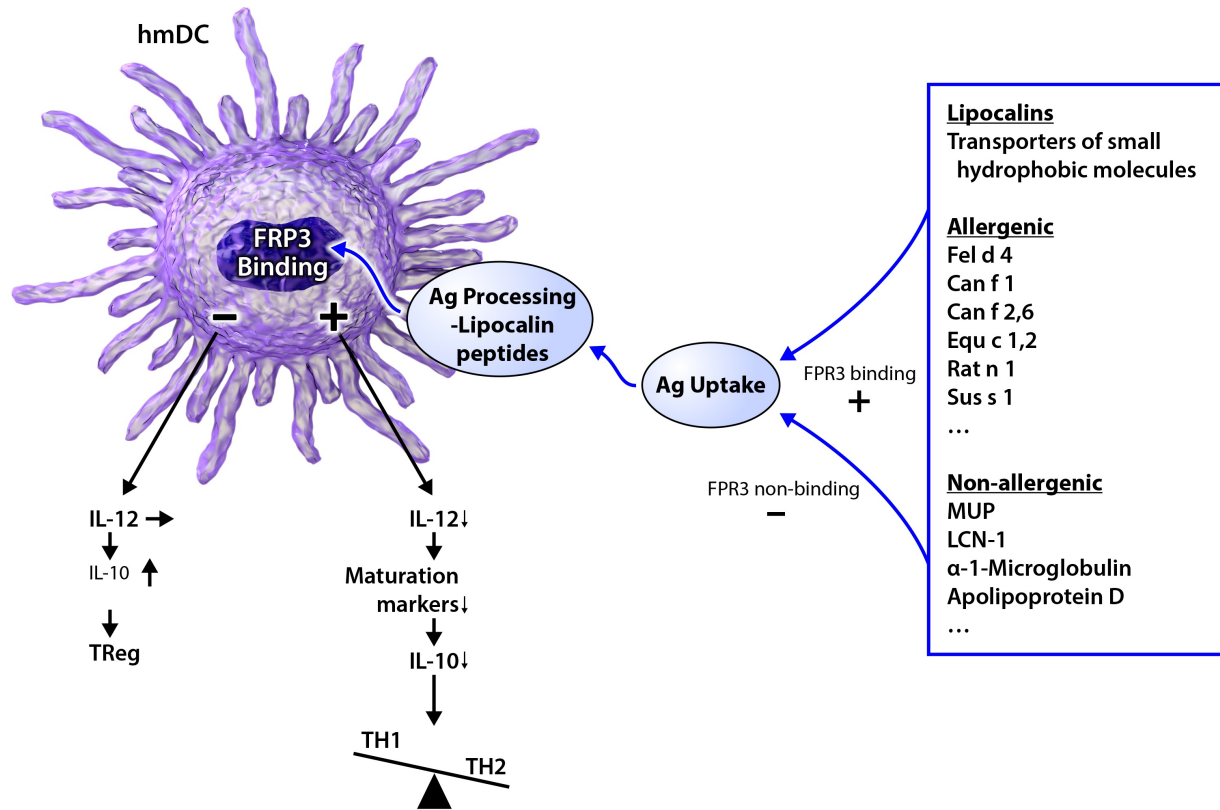 hmDC
FRP3
Binding
−
+
Ag Processing
-Lipocalin
peptides
Ag Uptake
FPR3 binding
+
FPR3 non-binding
−
Lipocalins
Transporters of small
hydrophobic molecules
Allergenic
Fel d 4
Can f 1
Can f 2,6
Equ c 1,2
Rat n 1
Sus s 1
…
Non-allergenic
MUP
LCN-1
α-1-Microglobulin
Apolipoprotein D
…
IL-12 →
IL-10 ↑
TReg
IL-12↓
Maturation
markers↓
IL-10↓
TH1
TH2